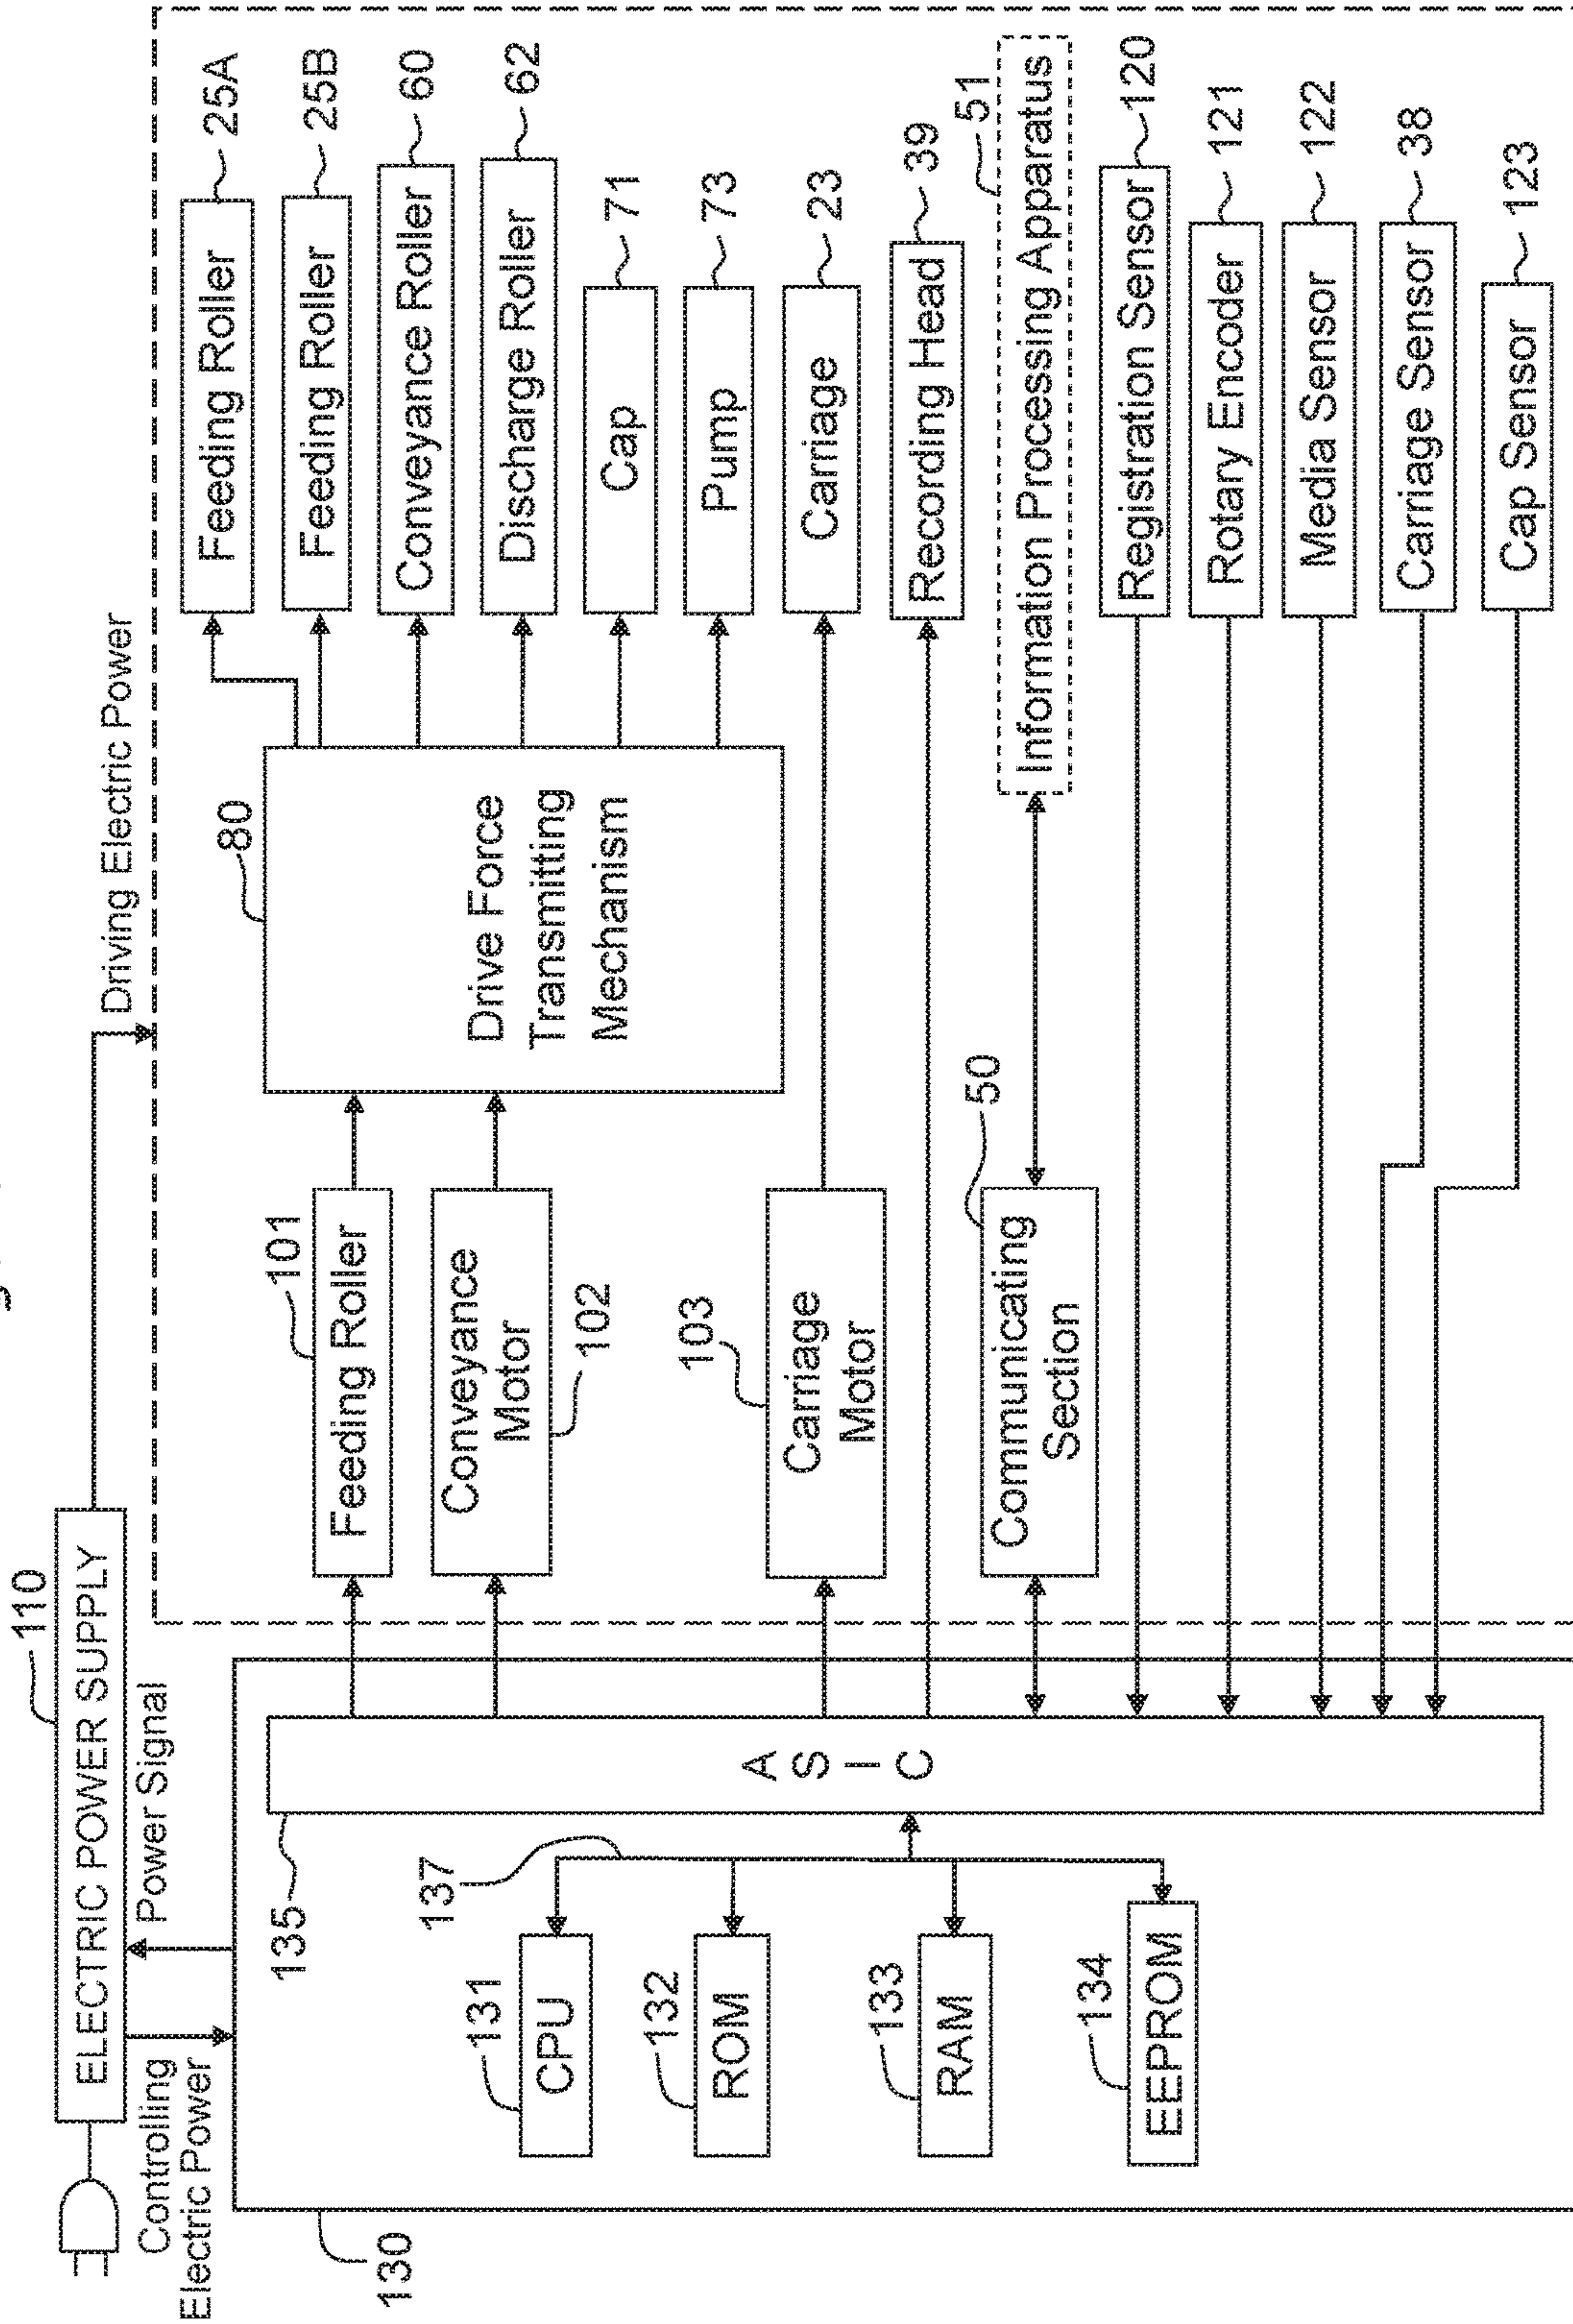 110
ELECTRIC POWER SUPPLY
Driving Electric Power
Controlling
Electric Power
Power Signal
130
135
ASIC
137
131
CPU
132
ROM
133
RAM
134
EEPROM
101
Feeding Roller
Conveyance
Motor
102
103
Carriage
Motor
50
Communicating
Section
80
Drive Force
Transmitting
Mechanism
Feeding Roller
25A
Feeding Roller
25B
Conveyance Roller
60
Discharge Roller
62
Cap
71
Pump
73
Carriage
23
Recording Head
39
51
Information Processing Apparatus
Registration Sensor
120
Rotary Encoder
121
Media Sensor
122
Carriage Sensor
38
Cap Sensor
123